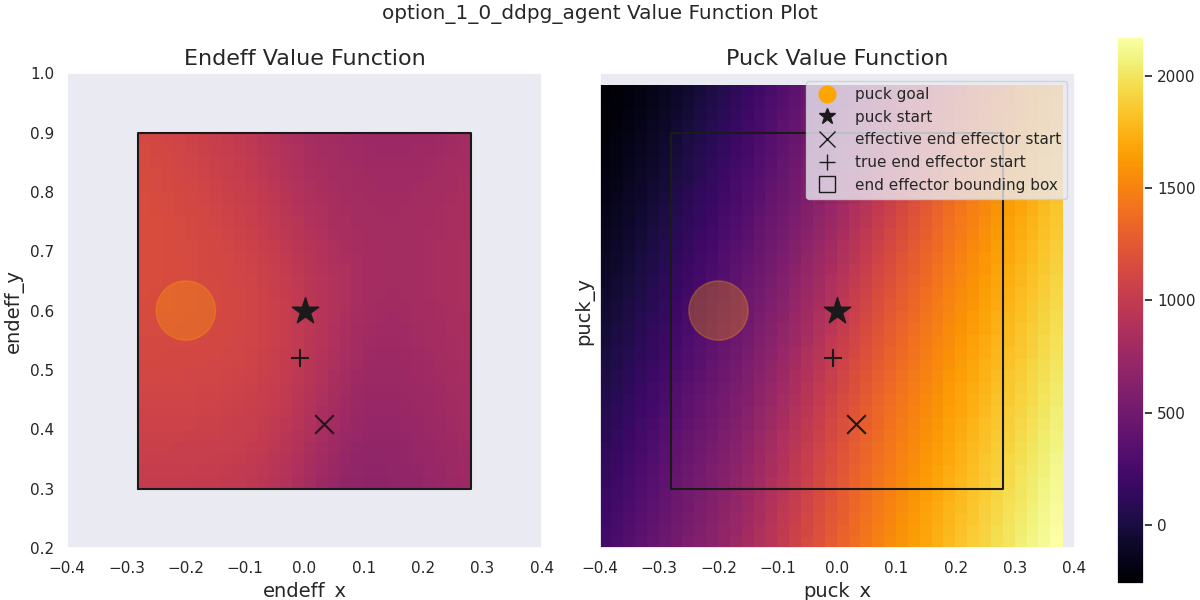 option_1_0_ddpg_agent Value Function Plot
Endeff Value Function
1.0
0.9
0.8
0.7
0.6
0.5
0.4
0.3
0.2
endeff_y
−0.4 −0.3 −0.2 −0.1 0.0 0.1 0.2 0.3 0.4
endeff_x
Puck Value Function
puck goal
puck start
effective end effector start
true end effector start
end effector bounding box
puck_y
−0.4 −0.3 −0.2 −0.1 0.0 0.1 0.2 0.3 0.4
puck_x
2000
1500
1000
500
0